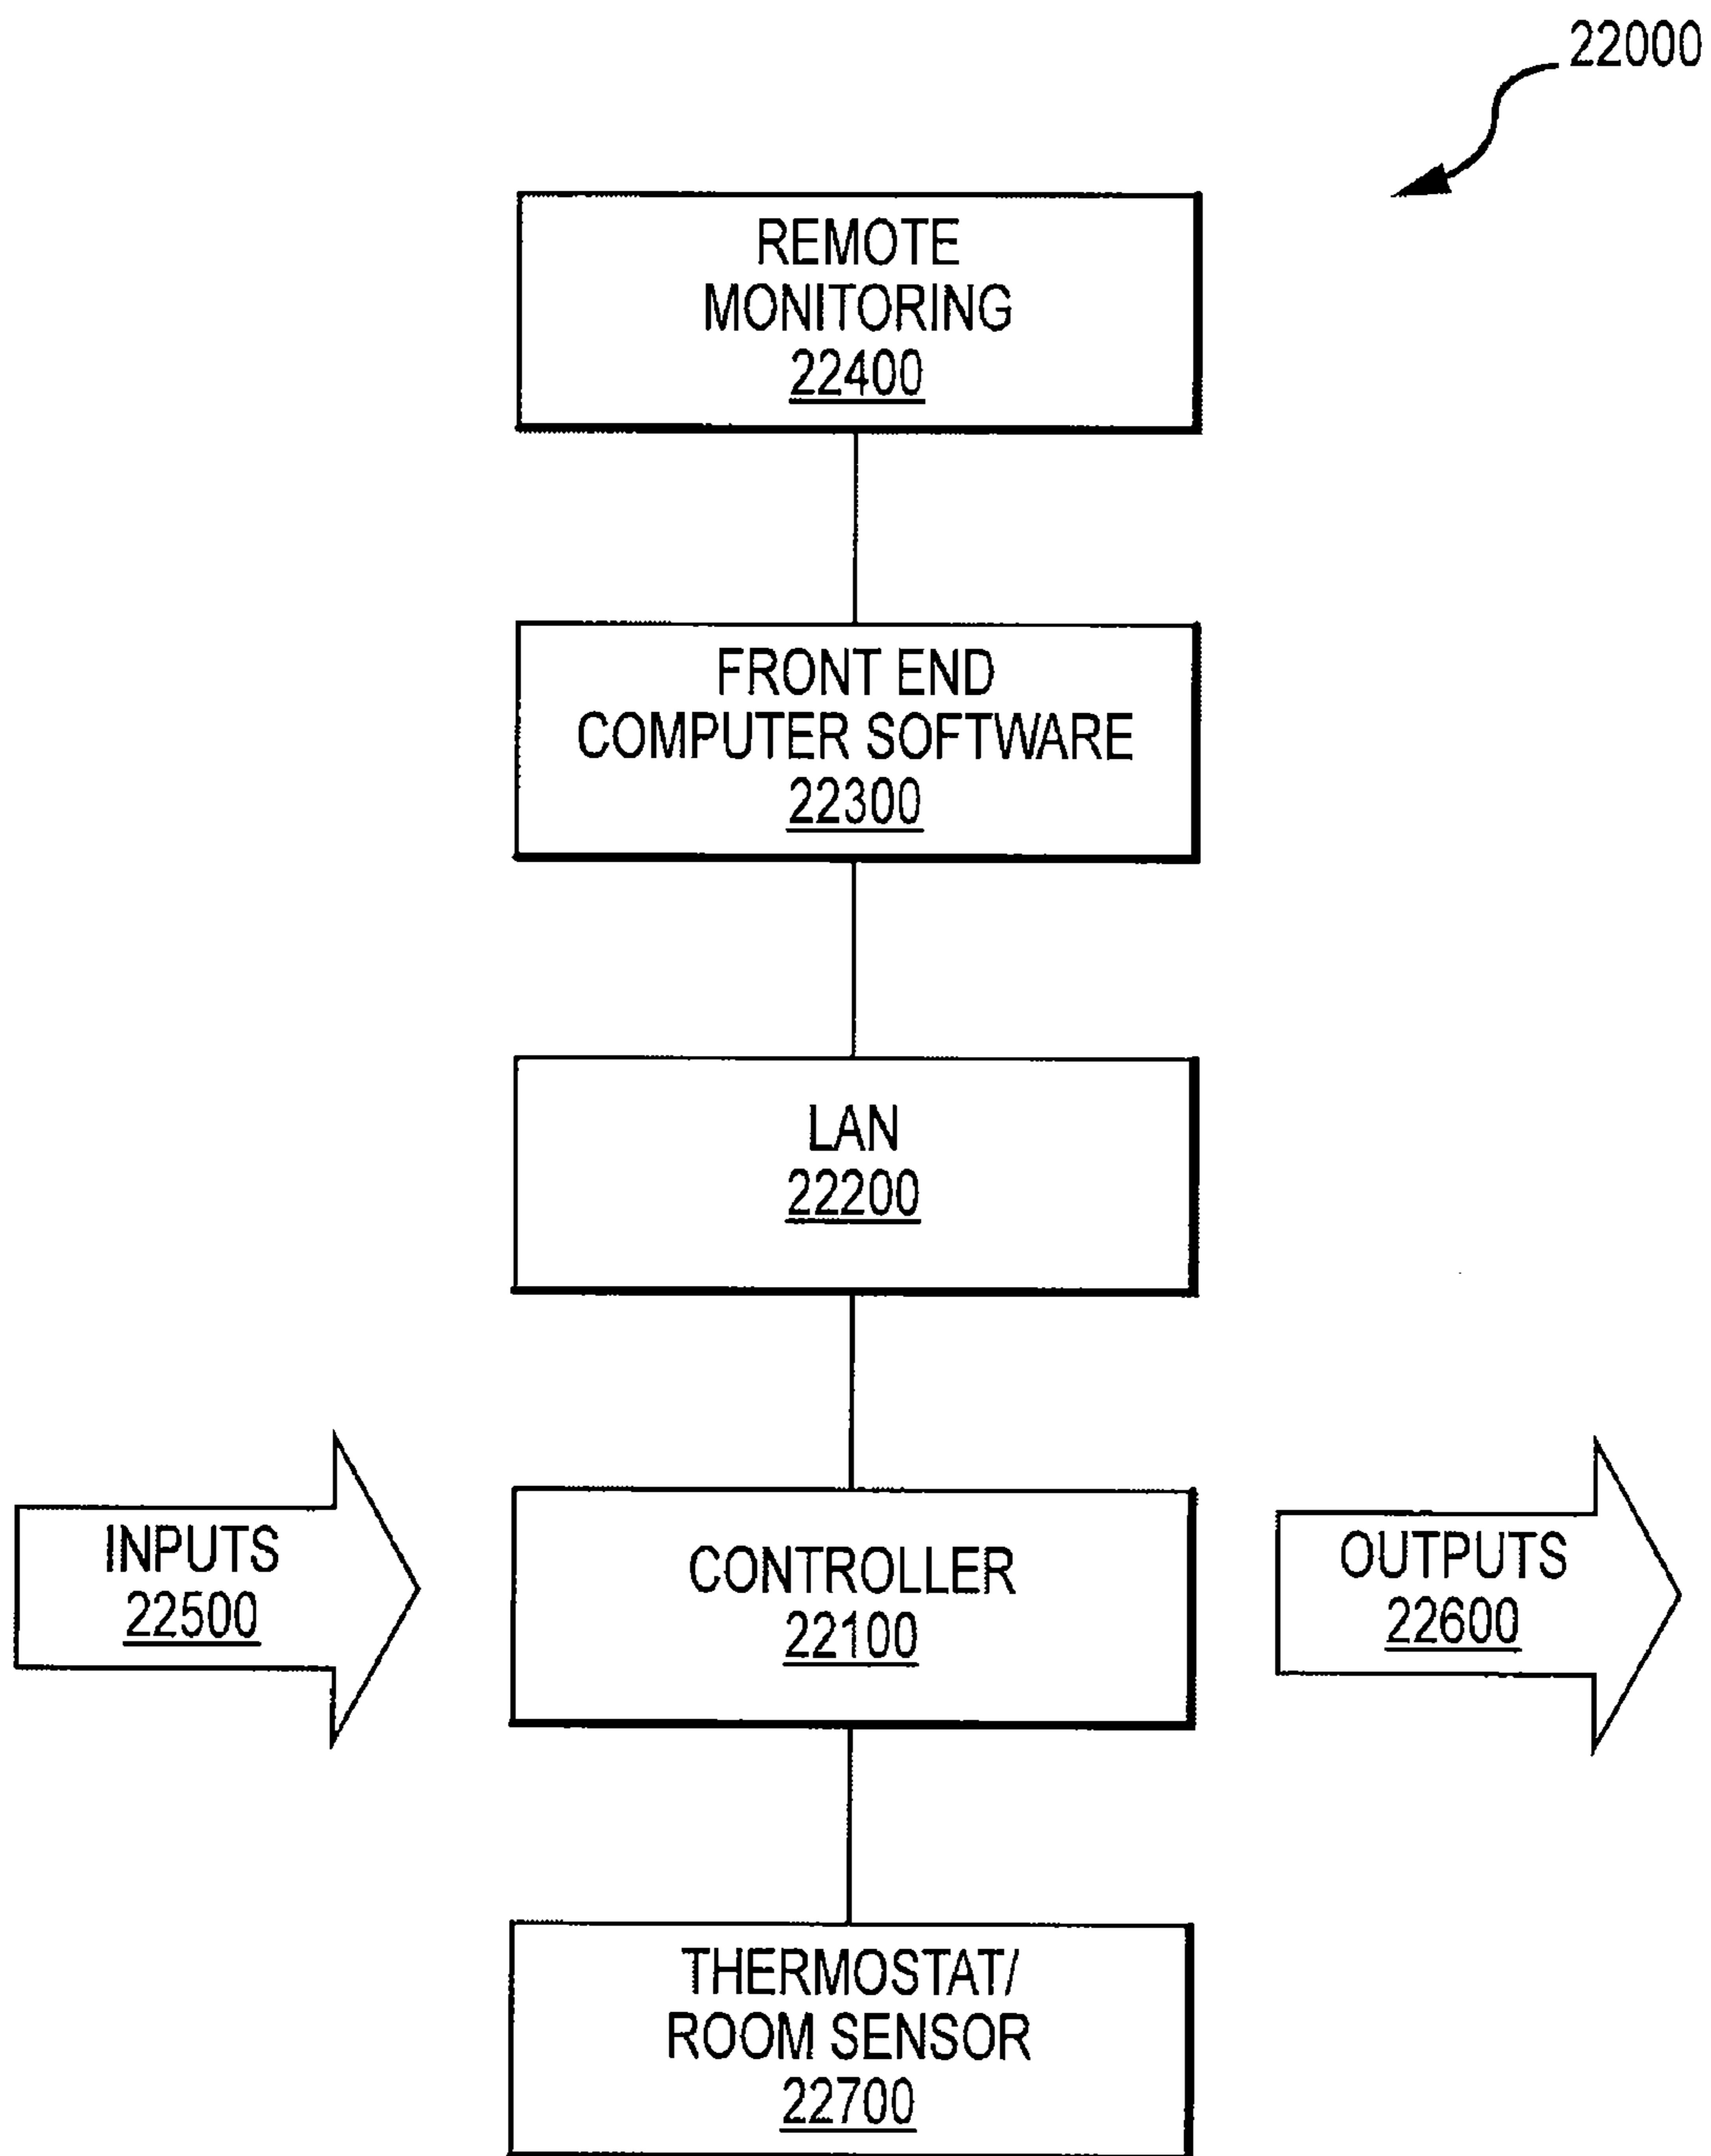 22000
REMOTE
MONITORING
22400
FRONT END
COMPUTER SOFTWARE
22300
LAN
22200
INPUTS
22500
CONTROLLER
22100
OUTPUTS
22600
THERMOSTAT/
ROOM SENSOR
22700